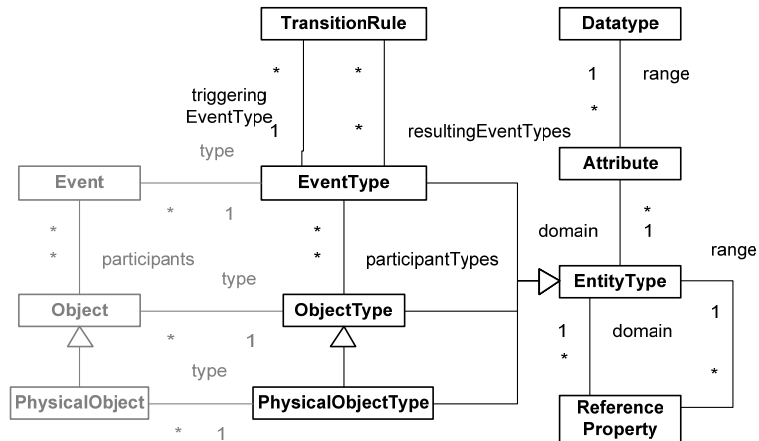 TransitionRule
Datatype
*
*
1
range
triggering
EventType
1
*
resultingEventTypes
*
type
Event
EventType
Attribute
*
1
*
*
*
*
*
1
participants
participantTypes
domain
range
type
EntityType
Object
ObjectType
*
1
1
domain
1
*
type
*
PhysicalObject
PhysicalObjectType
Reference
Property
*
1